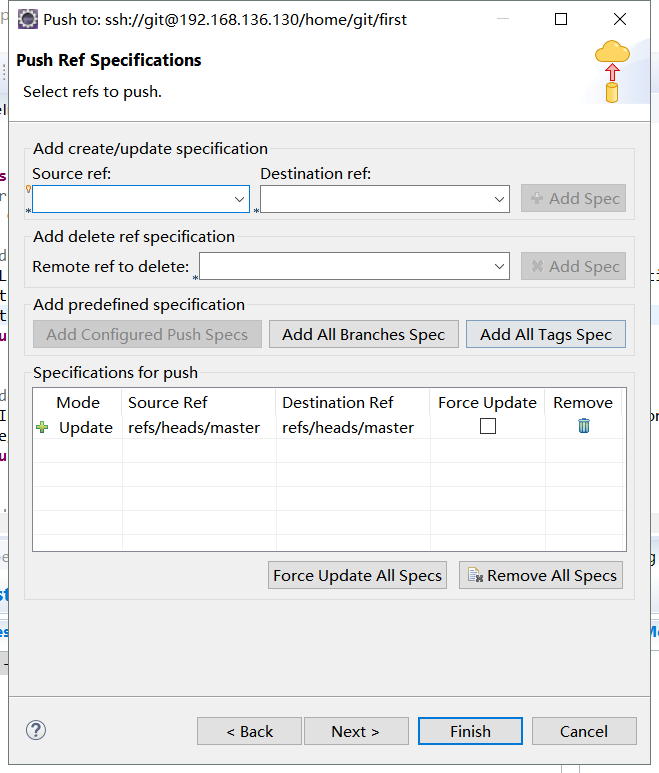 Push to: ssh://git@192.168.136.130/home/git/first
Push Ref Specifications
Select refs to push.
Add create/update specification
Source ref: Destination ref:
* * Add Spec
Add delete ref specification
Remote ref to delete: * Add Spec
Add predefined specification
Add Configured Push Specs Add All Branches Spec Add All Tags Spec
Specifications for push
Mode Source Ref Destination Ref Force Update Remove
Update refs/heads/master refs/heads/master
Force Update All Specs Remove All Specs
? < Back Next > Finish Cancel